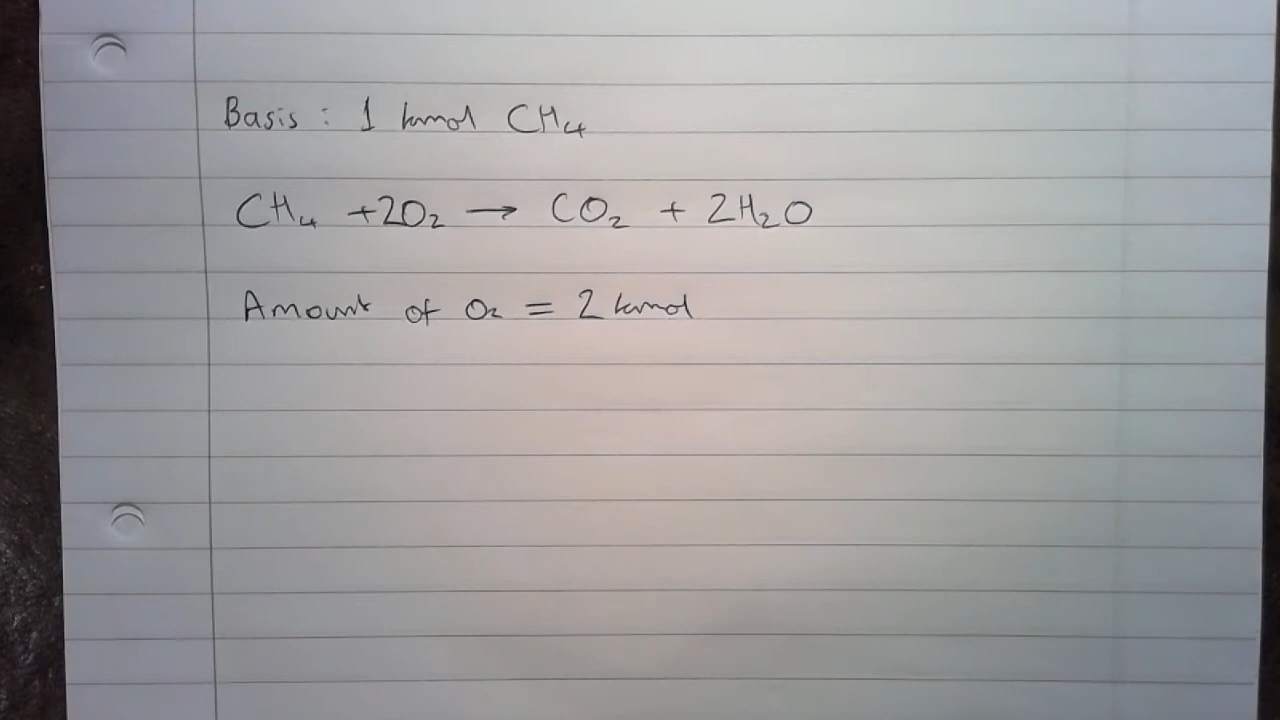 Basis : 1 kmol CH₄
CH₄ +2O₂ → CO₂ + 2H₂O
Amount of O₂ = 2 kmol